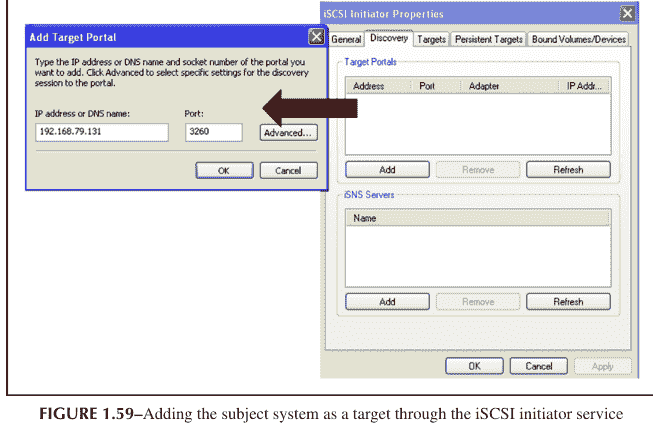 Add Target Portal
Type the IP address or DNS name and socket number of the portal you
want to add. Click Advanced to select specific settings for the discovery
session to the portal.
IP address or DNS name: Port:
192.168.79.131 3260 Advanced...
OK Cancel
iSCSI Initiator Properties
General Discovery Targets Persistent Targets Bound Volumes/Devices
Target Portals
Address Port Adapter IP Addr...
Add Remove Refresh
iSNS Servers
Name
Add Remove Refresh
OK Cancel Apply
FIGURE 1.59–Adding the subject system as a target through the iSCSI initiator service